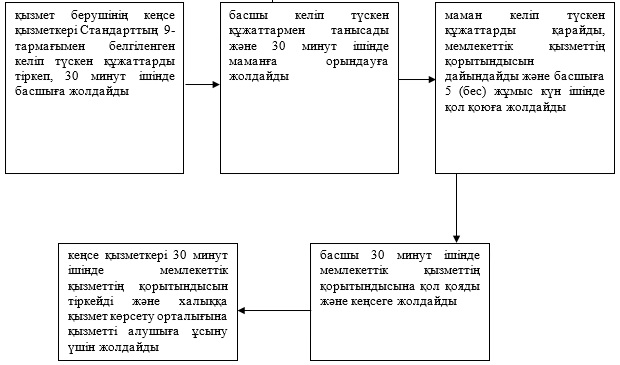 қызмет берушінің кеңсе
қызметкері Стандарттың 9-
тармағымен белгіленген
келіп түскен құжаттарды
тіркеп, 30 минут ішінде
басшыға жолдайды
басшы келіп түскен
құжаттармен танысады
және 30 минут ішінде
маманға орындауға
жолдайды
маман келіп түскен
құжаттарды қарайды,
мемлекеттік қызметтің
қорытындысын
дайындайды және басшыға
5 (бес) жұмыс күн ішінде
қол қоюға жолдайды
басшы 30 минут ішінде
мемлекеттік қызметтің
қорытындысына қол қояды
және кеңсеге жолдайды
кеңсе қызметкері 30 минут
ішінде мемлекеттік
қызметтің қорытындысын
тіркейді және халыққа
қызмет көрсету орталығына
қызметті алушыға ұсыну
үшін жолдайды